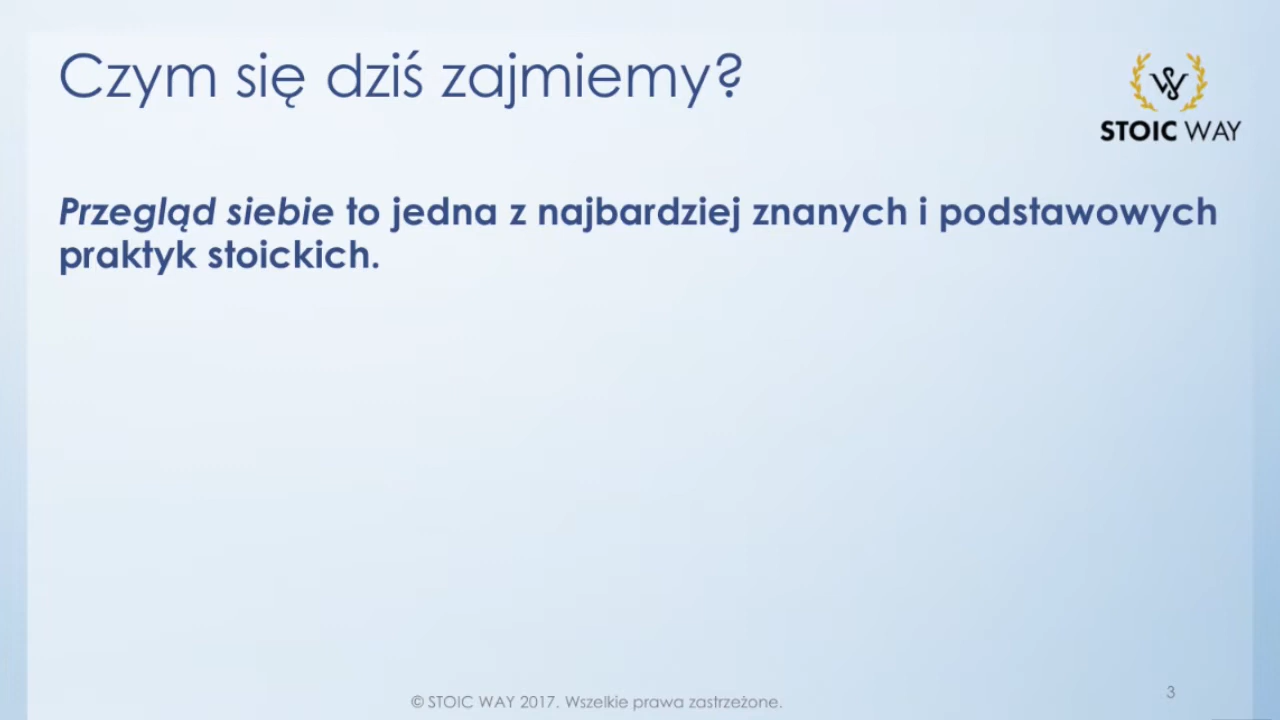 Czym się dziś zajmiemy?
STOIC WAY
Przegląd siebie to jedna z najbardziej znanych i podstawowych
praktyk stoickich.
© STOIC WAY 2017. Wszelkie prawa zastrzeżone.
3